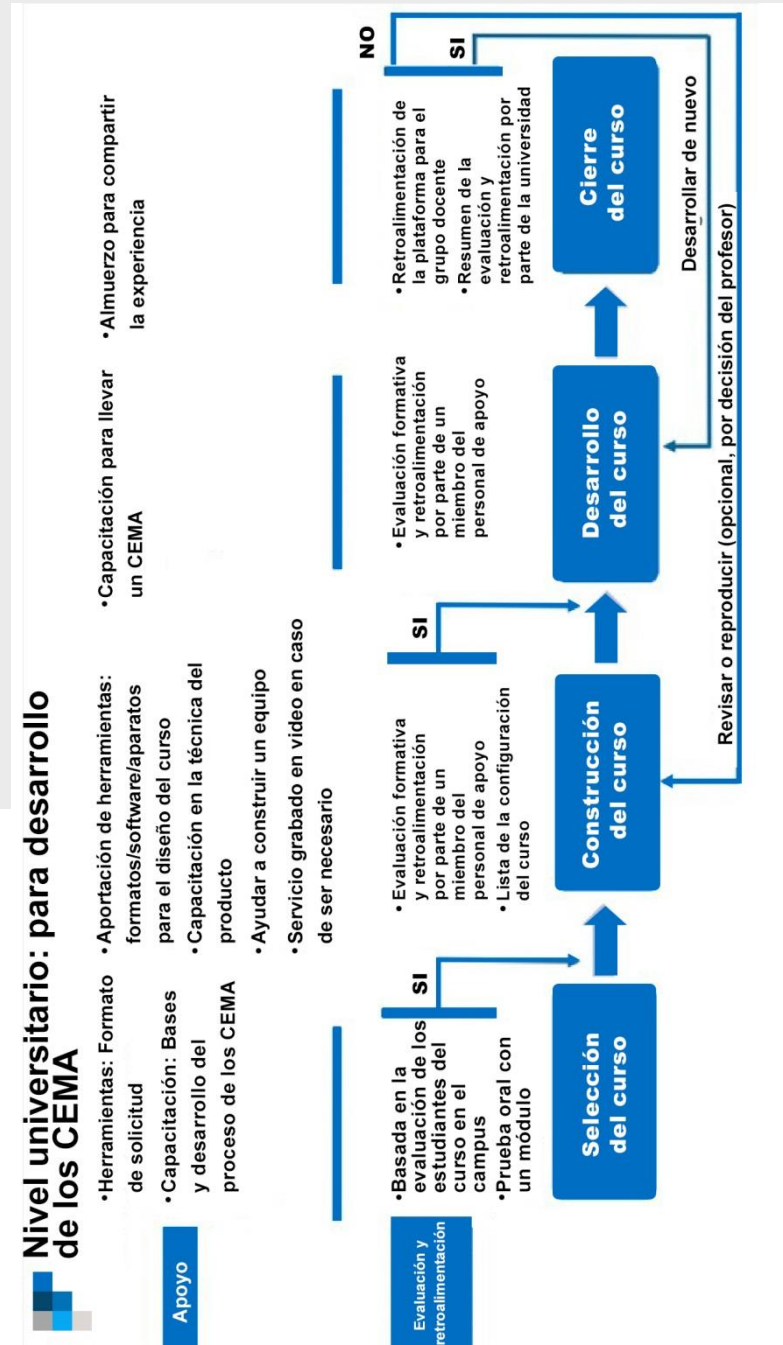 Nivel universitario: para desarrollo
de los CEMA
Apoyo
•Herramientas: Formato
de solicitud
•Capacitación: Bases
y desarrollo del
proceso de los CEMA
•Aportación de herramientas:
formatos/software/aparatos
para el diseño del curso
•Capacitación en la técnica del
producto
•Ayudar a construir un equipo
•Servicio grabado en video en caso
de ser necesario
•Capacitación para llevar
un CEMA
•Almuerzo para compartir
la experiencia
Evaluación y
retroalimentación
•Basada en la
evaluación de los
estudiantes del
curso en el
campus
•Prueba oral con
un módulo
SI
•Evaluación formativa
y retroalimentación
por parte de un
miembro del
personal de apoyo
•Lista de la configuración
del curso
SI
•Evaluación formativa
y retroalimentación
por parte de un
miembro del
personal de apoyo
•Retroalimentación de
la plataforma para el
grupo docente
•Resumen de la
evaluación y
retroalimentación por
parte de la universidad
NO
SI
Selección
del curso
Construcción
del curso
Desarrollo
del curso
Cierre
del curso
Desarrollar de nuevo
Revisar o reproducir (opcional, por decisión del profesor)